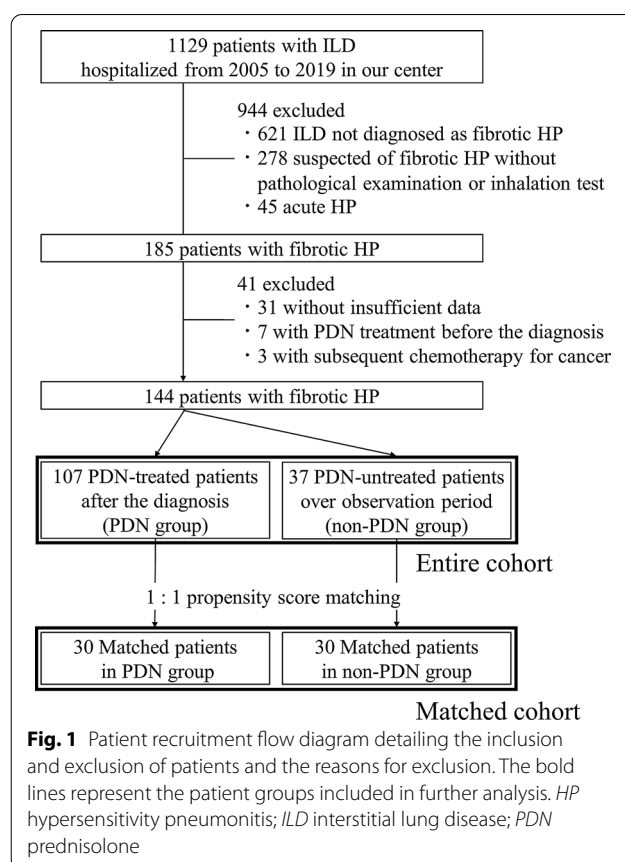 1129 patients with ILD
hospitalized from 2005 to 2019 in our center
944 excluded
・621 ILD not diagnosed as fibrotic HP
・278 suspected of fibrotic HP without
pathological examination or inhalation test
・45 acute HP
185 patients with fibrotic HP
41 excluded
・31 without insufficient data
・7 with PDN treatment before the diagnosis
・3 with subsequent chemotherapy for cancer
144 patients with fibrotic HP
107 PDN-treated patients
after the diagnosis
(PDN group)
37 PDN-untreated patients
over observation period
(non-PDN group)
Entire cohort
1 : 1 propensity score matching
30 Matched patients
in PDN group
30 Matched patients
in non-PDN group
Matched cohort
Fig. 1 Patient recruitment flow diagram detailing the inclusion
and exclusion of patients and the reasons for exclusion. The bold
lines represent the patient groups included in further analysis. HP
hypersensitivity pneumonitis; ILD interstitial lung disease; PDN
prednisolone